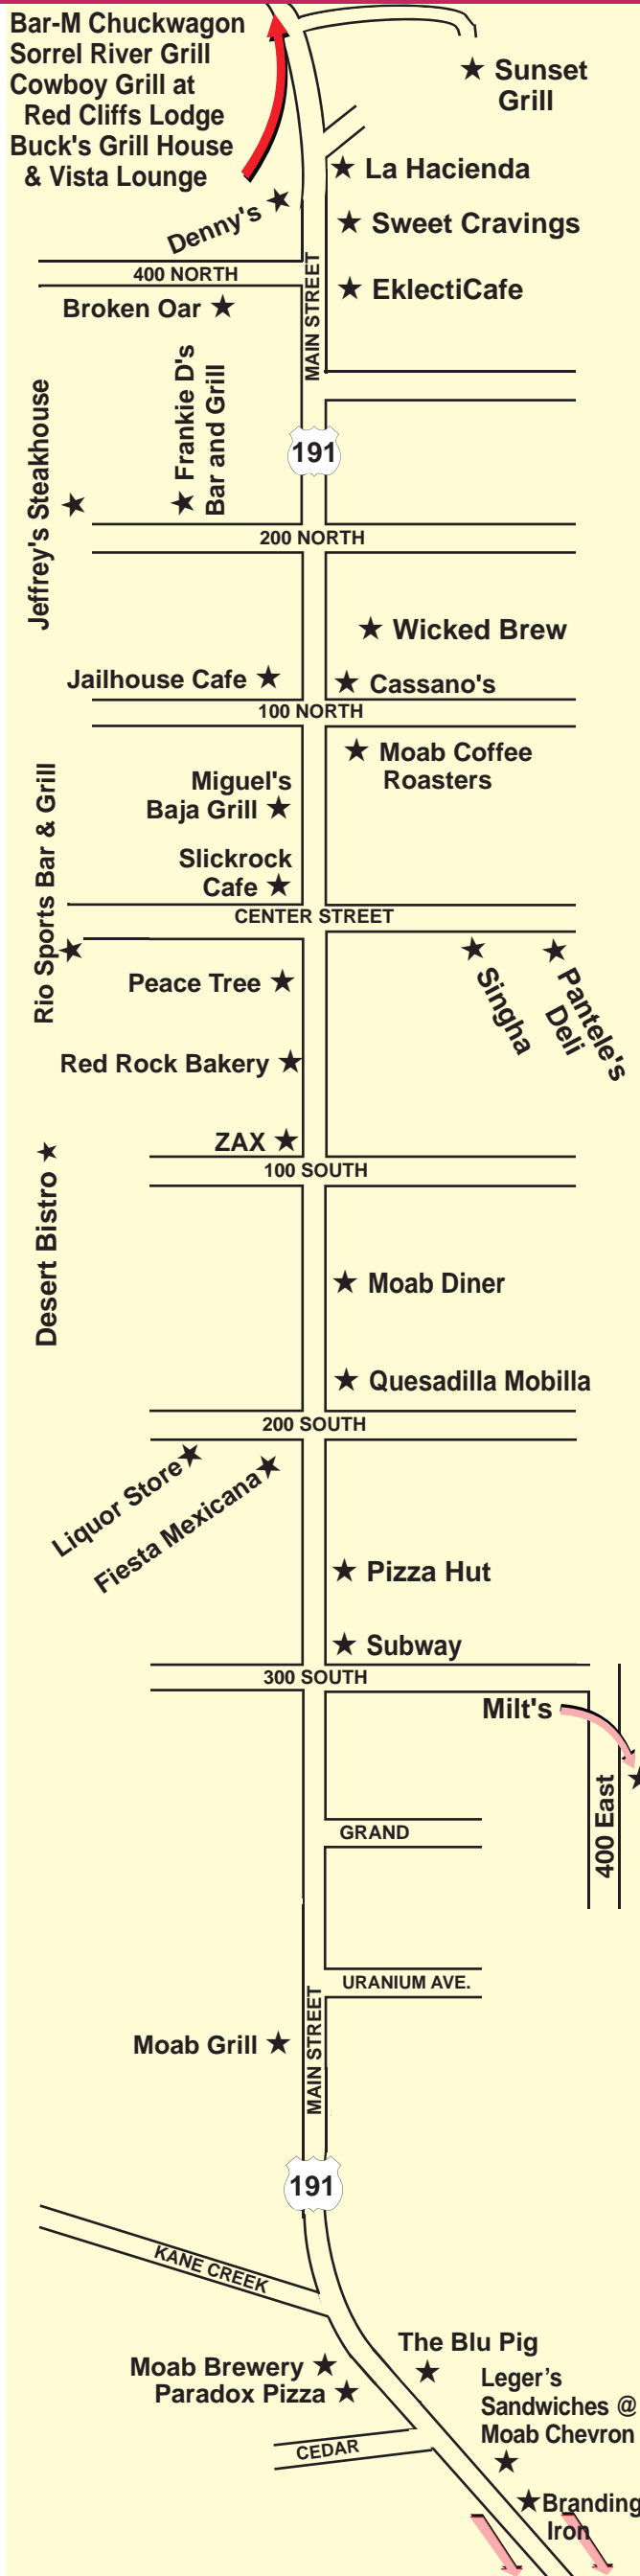 Bar-M Chuckwagon
Sorrel River Grill
Cowboy Grill at
Red Cliffs Lodge
Buck's Grill House
& Vista Lounge
Sunset
Grill
La Hacienda
Denny's
Sweet Cravings
400 NORTH
MAIN STREET
EklectiCafe
Broken Oar
Frankie D's
Bar and Grill
Jeffrey's Steakhouse
191
200 NORTH
Wicked Brew
Jailhouse Cafe
Cassano's
100 NORTH
Moab Coffee
Roasters
Miguel's
Baja Grill
Rio Sports Bar & Grill
Slickrock
Cafe
CENTER STREET
Peace Tree
Singha
Pantele's
Deli
Red Rock Bakery
ZAX
100 SOUTH
Desert Bistro
Moab Diner
Quesadilla Mobilla
200 SOUTH
Liquor Store
Fiesta Mexicana
Pizza Hut
Subway
300 SOUTH
Milt's
400 East
GRAND
URANIUM AVE.
MAIN STREET
Moab Grill
191
KANE CREEK
The Blu Pig
Moab Brewery
Paradox Pizza
Leger’s
Sandwiches @
Moab Chevron
CEDAR
Branding
Iron